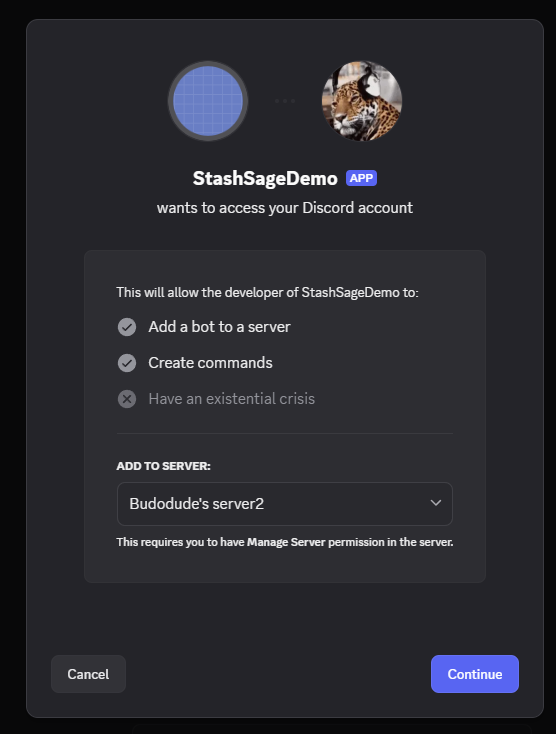 StashSageDemo APP
wants to access your Discord account
This will allow the developer of StashSageDemo to:
Add a bot to a server
Create commands
Have an existential crisis
ADD TO SERVER:
Budodude's server2
This requires you to have Manage Server permission in the server.
Cancel
Continue